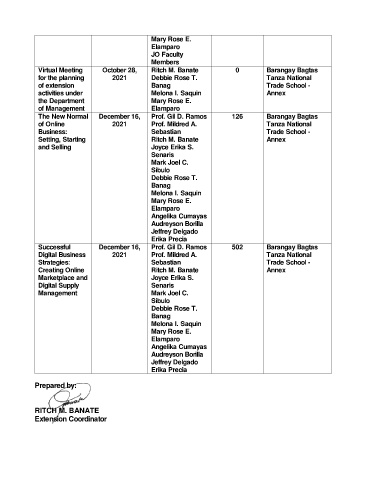 Mary Rose E.
Elamparo
JO Faculty
Members
Virtual Meeting
for the planning
of extension
activities under
the Department
of Management
October 28,
2021
Ritch M. Banate
Debbie Rose T.
Banag
Melona I. Saquin
Mary Rose E.
Elamparo
0
Barangay Bagtas
Tanza National
Trade School -
Annex
The New Normal
of Online
Business:
Setting, Starting
and Selling
December 16,
2021
Prof. Gil D. Ramos
Prof. Mildred A.
Sebastian
Ritch M. Banate
Joyce Erika S.
Senaris
Mark Joel C.
Sibulo
Debbie Rose T.
Banag
Melona I. Saquin
Mary Rose E.
Elamparo
Angelika Cumayas
Audreyson Borilla
Jeffrey Delgado
Erika Precia
126
Barangay Bagtas
Tanza National
Trade School -
Annex
Successful
Digital Business
Strategies:
Creating Online
Marketplace and
Digital Supply
Management
December 16,
2021
Prof. Gil D. Ramos
Prof. Mildred A.
Sebastian
Ritch M. Banate
Joyce Erika S.
Senaris
Mark Joel C.
Sibulo
Debbie Rose T.
Banag
Melona I. Saquin
Mary Rose E.
Elamparo
Angelika Cumayas
Audreyson Borilla
Jeffrey Delgado
Erika Precia
502
Barangay Bagtas
Tanza National
Trade School -
Annex
Prepared by:
RITCH M. BANATE
Extension Coordinator